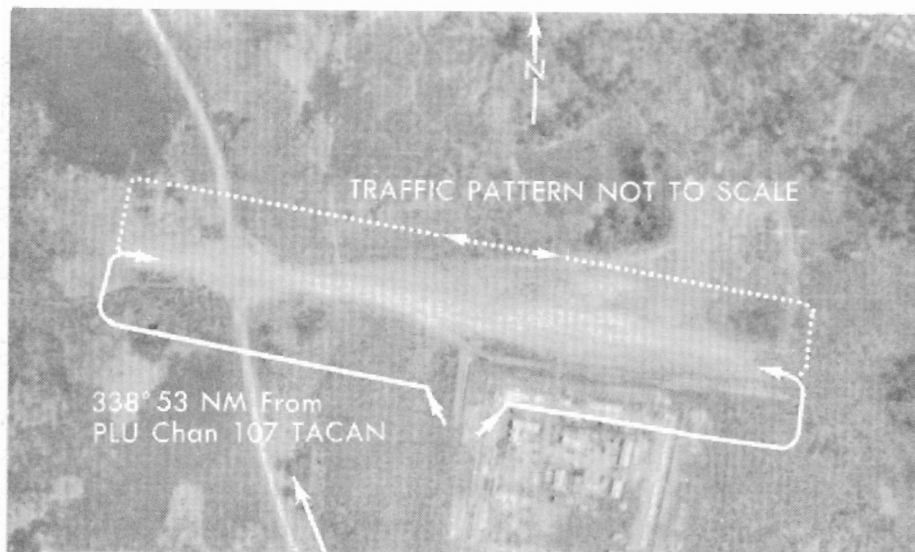 N
TRAFFIC PATTERN NOT TO SCALE
338° 53 NM From
PLU Chan 107 TACAN